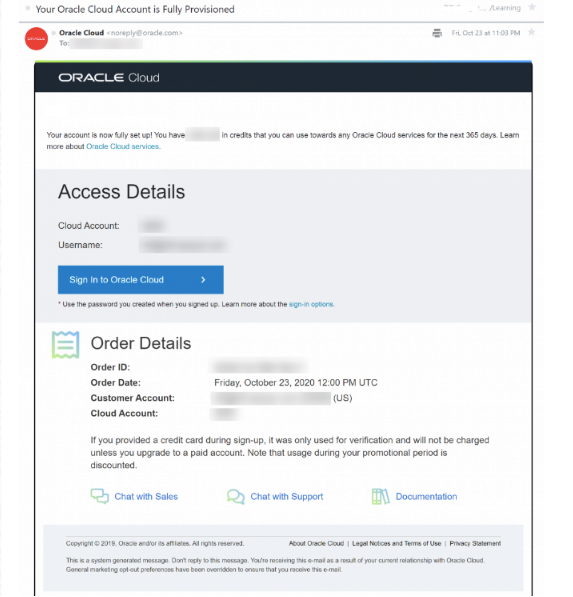 Your Oracle Cloud Account is Fully Provisioned
/Learning
Oracle Cloud <noreply@oracle.com>
Fri, Oct 23 at 11:03 PM
To:
ORACLE Cloud
Your account is now fully set up! You have in credits that you can use towards any Oracle Cloud services for the next 365 days. Learn
more about Oracle Cloud services.
Access Details
Cloud Account:
Username:
Sign In to Oracle Cloud
* Use the password you created when you signed up. Learn more about the sign-in options.
Order Details
Order ID:
Order Date: Friday, October 23, 2020 12:00 PM UTC
Customer Account: (US)
Cloud Account:
If you provided a credit card during sign-up, it was only used for verification and will not be charged
unless you upgrade to a paid account. Note that usage during your promotional period is
discounted.
Chat with Sales Chat with Support Documentation
Copyright © 2019, Oracle and/or its affiliates. All rights reserved. About Oracle Cloud | Legal Notices and Terms of Use | Privacy Statement
This is a system generated message. Don't reply to this message. You're receiving this e-mail as a result of your current relationship with Oracle Cloud.
General marketing opt-out preferences have been overridden to ensure that you receive this e-mail.